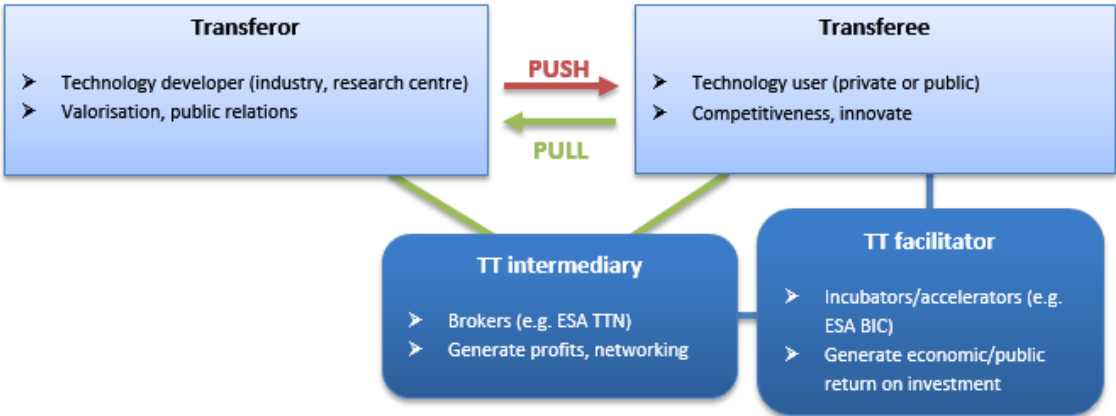 Transferor
➤ Technology developer (industry, research centre)
➤ Valorisation, public relations
PUSH
PULL
Transferee
➤ Technology user (private or public)
➤ Competitiveness, innovate
TT intermediary
➤ Brokers (e.g. ESA TTN)
➤ Generate profits, networking
TT facilitator
➤ Incubators/accelerators (e.g.
ESA BIC)
➤ Generate economic/public
return on investment